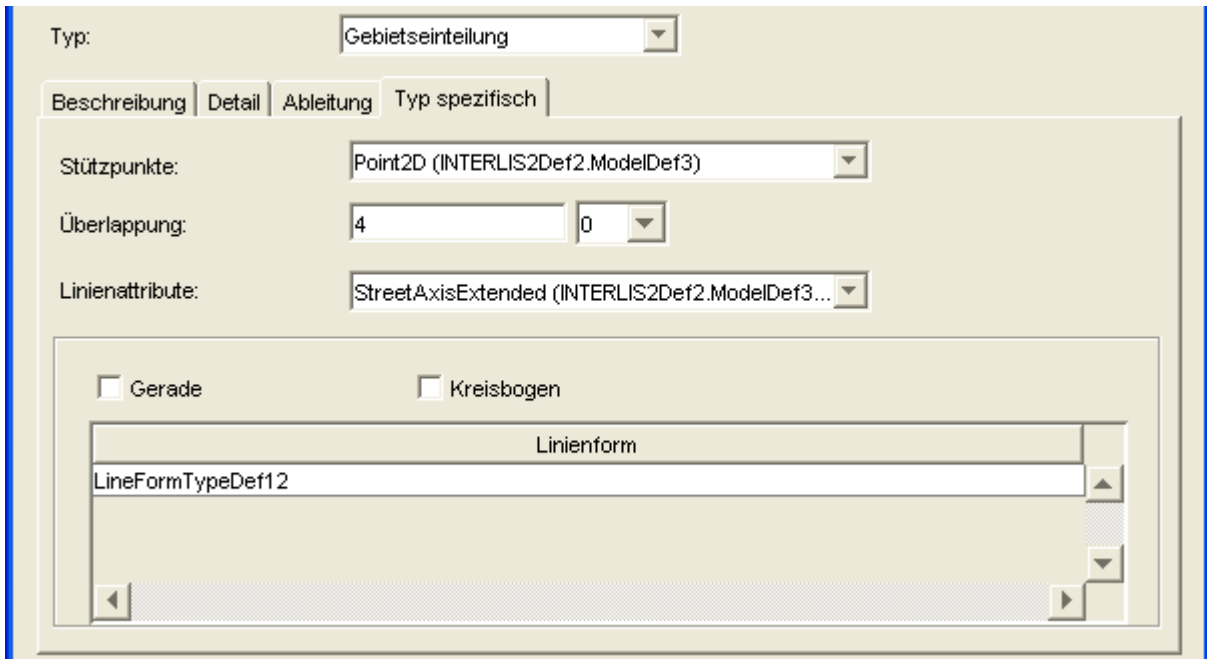 Typ: Gebietseinteilung
Beschreibung Detail Ableitung Typ spezifisch
Stützpunkte: Point2D (INTERLIS2Def2.ModelDef3)
Überlappung: 4 0
Linienattribute: StreetAxisExtended (INTERLIS2Def2.ModelDef3...
Gerade Kreisbogen
Linienform
LineFormTypeDef12